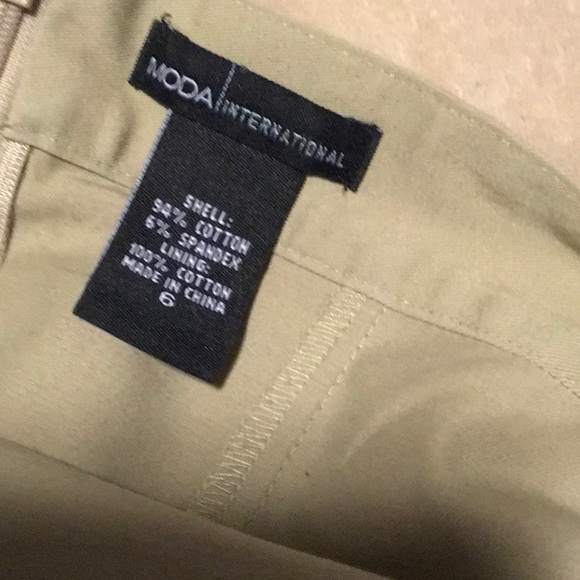 MODA INTERNATIONAL
SHELL:
94% COTTON
6% SPANDEX
LINING:
100% COTTON
MADE IN CHINA
6